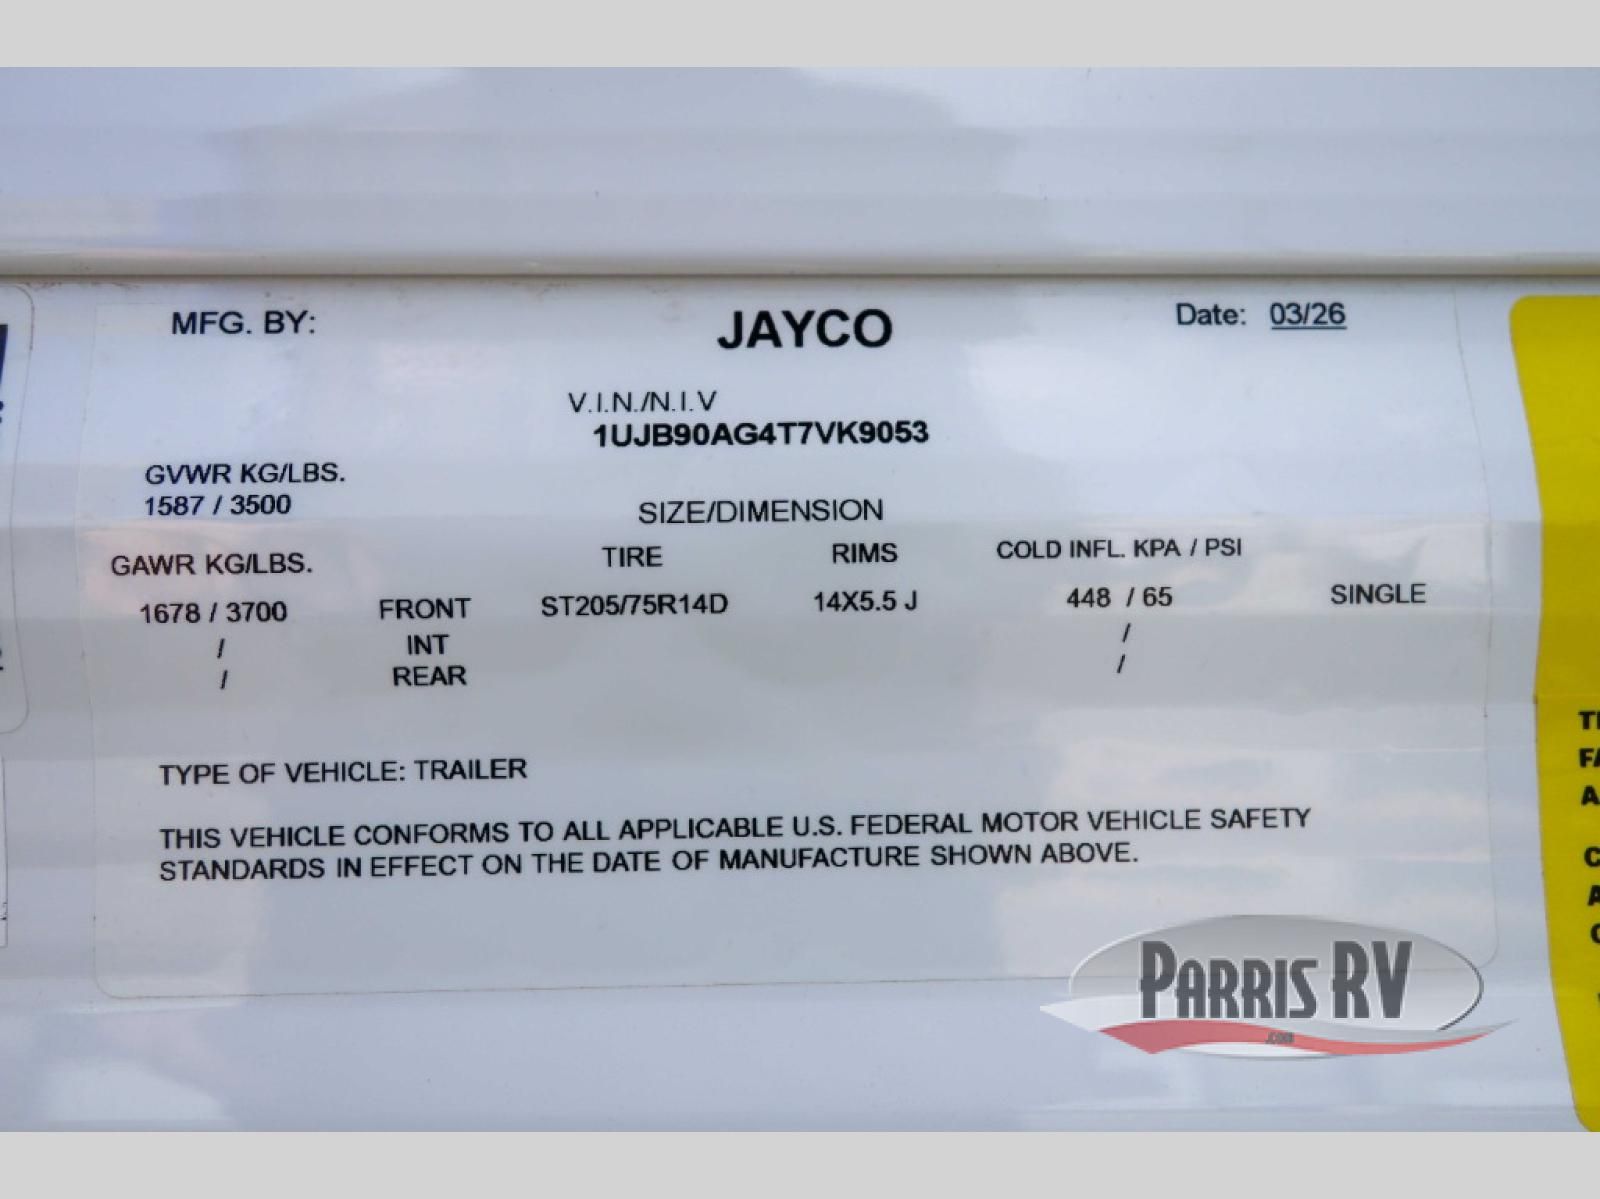 MFG. BY: JAYCO Date: 03/26
V.I.N./N.I.V
1UJB90AG4T7VK9053
GVWR KG/LBS.
1587 / 3500
SIZE/DIMENSION
GAWR KG/LBS. TIRE RIMS COLD INFL. KPA / PSI
1678 / 3700 FRONT ST205/75R14D 14X5.5 J 448 / 65 SINGLE
/ INT /
/ REAR /
TYPE OF VEHICLE: TRAILER
THIS VEHICLE CONFORMS TO ALL APPLICABLE U.S. FEDERAL MOTOR VEHICLE SAFETY
STANDARDS IN EFFECT ON THE DATE OF MANUFACTURE SHOWN ABOVE.
PARRIS RV
.COM